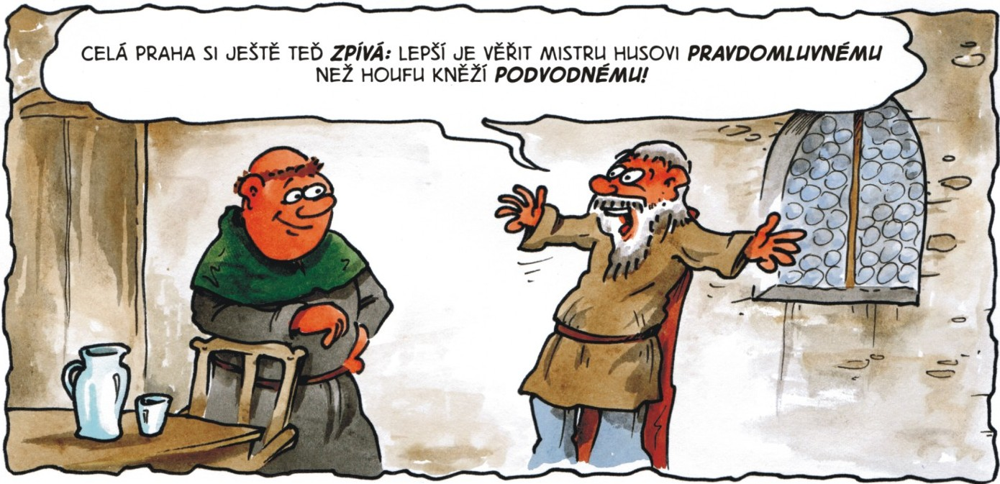 CELÁ PRAHA SI JEŠTĚ TEĎ ZPÍVÁ: LEPŠÍ JE VĚŘIT MISTRU HUSOVI PRAVDOMLUVNÉMU
NEŽ HOUFU KNĚŽÍ PODVODNÉMU!